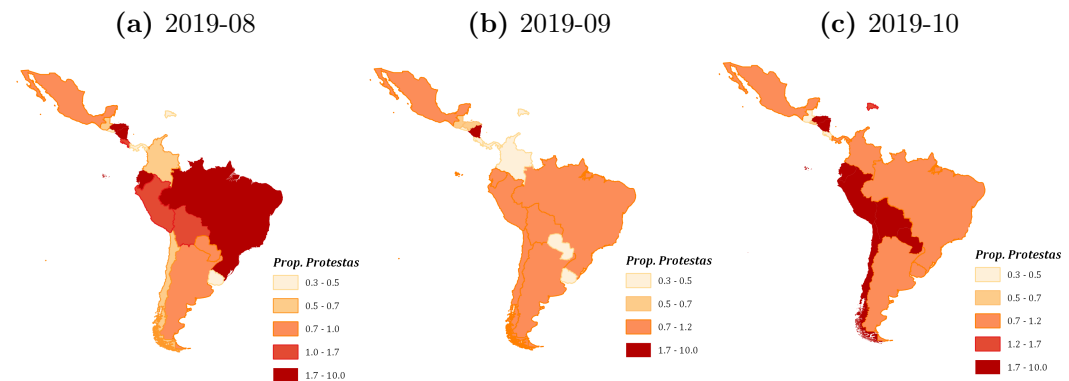 (a) 2019-08
(b) 2019-09
(c) 2019-10
Prop. Protestas
0.3 - 0.5
0.5 - 0.7
0.7 - 1.0
1.0 - 1.7
1.7 - 10.0
Prop. Protestas
0.3 - 0.5
0.5 - 0.7
0.7 - 1.2
1.7 - 10.0
Prop. Protestas
0.3 - 0.5
0.5 - 0.7
0.7 - 1.2
1.2 - 1.7
1.7 - 10.0